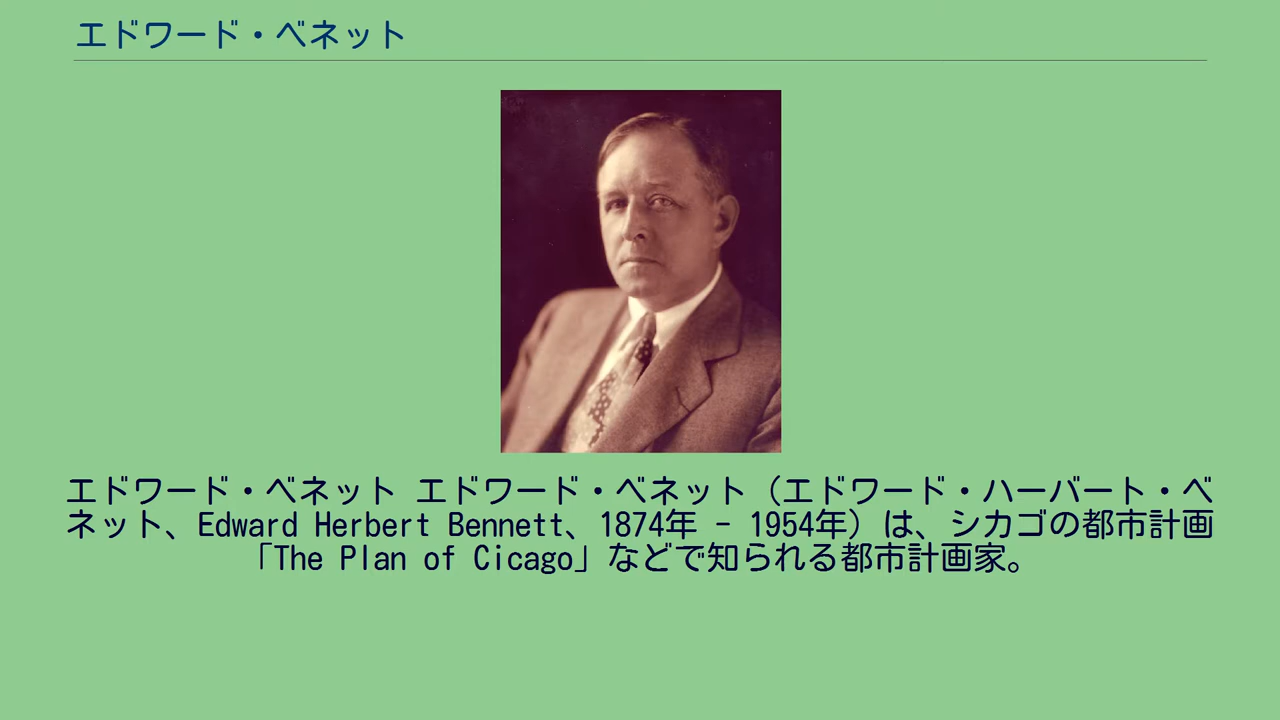 エドワード・ベネット
エドワード・ベネット エドワード・ベネット（エドワード・ハーバート・ベ
ネット、Edward Herbert Bennett、1874年 - 1954年）は、シカゴの都市計画
「The Plan of Cicago」などで知られる都市計画家。